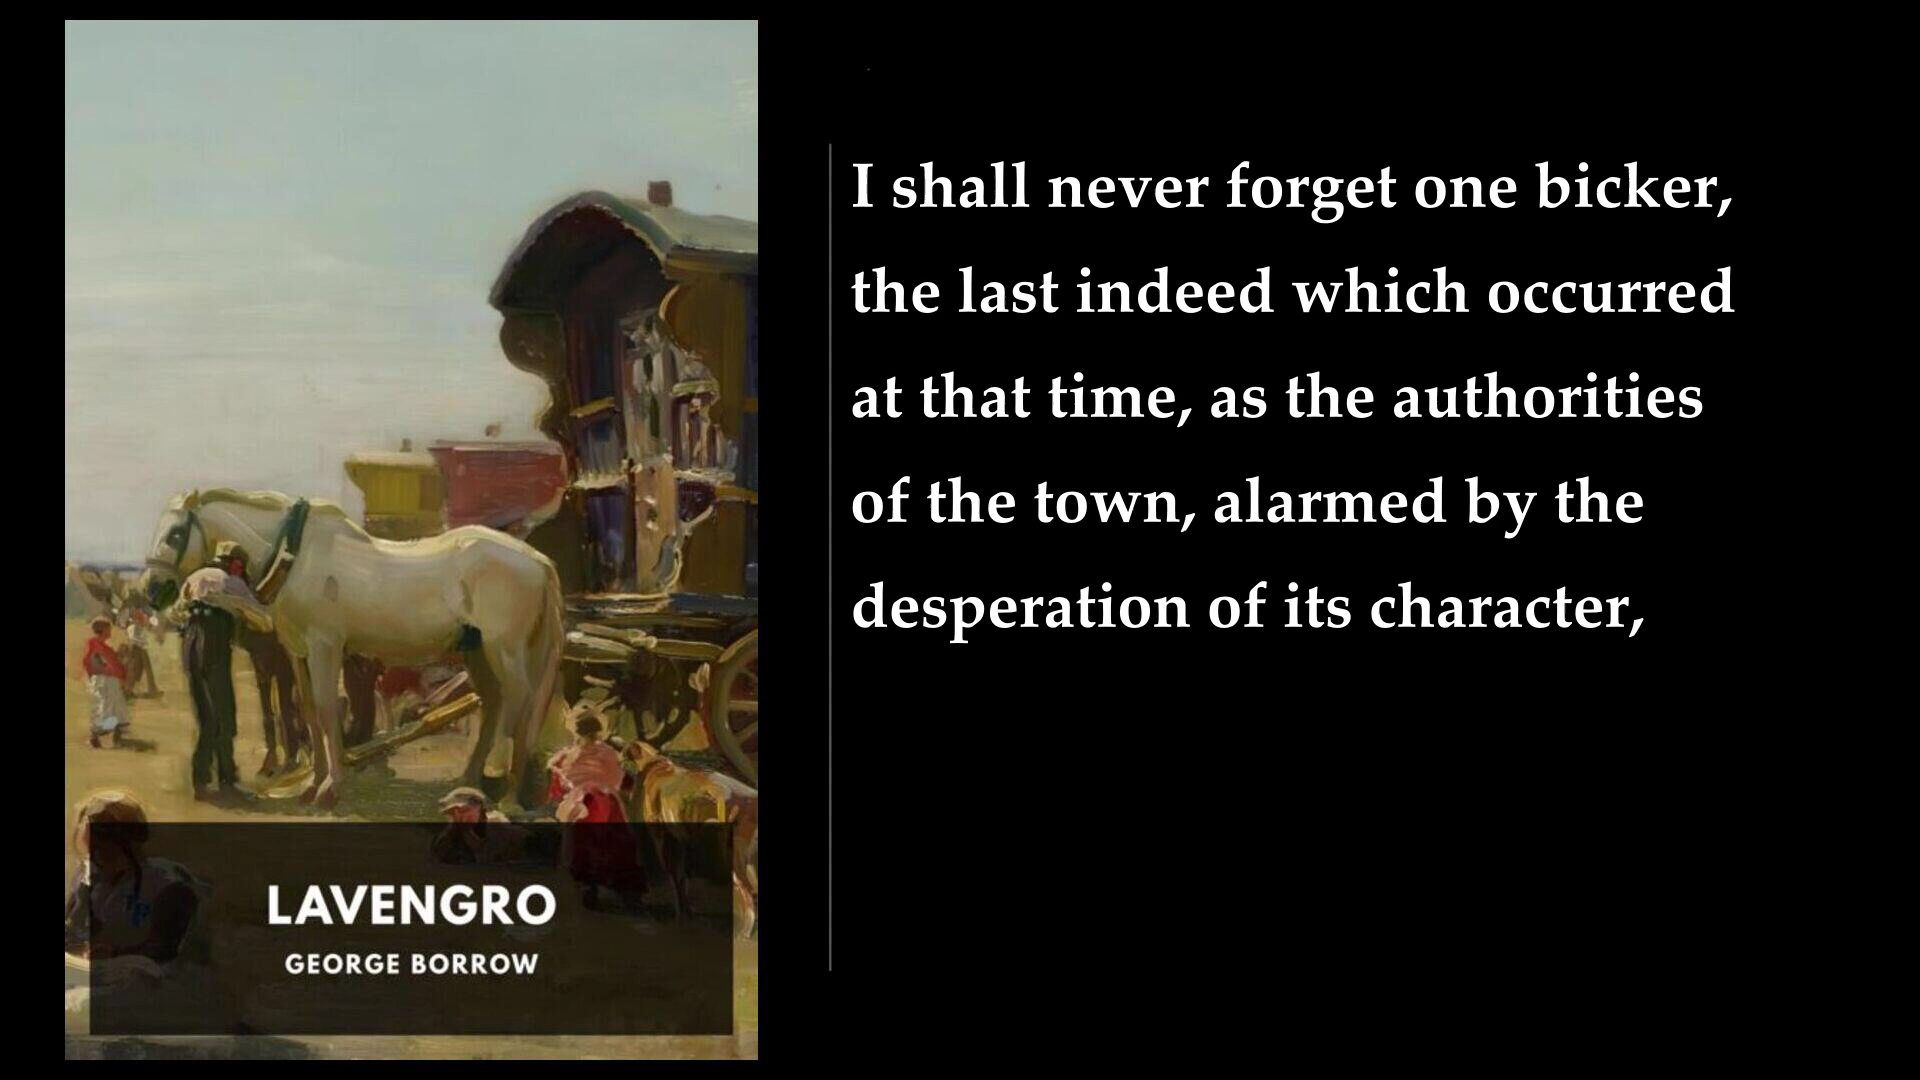 I shall never forget one bicker,
the last indeed which occurred
at that time, as the authorities
of the town, alarmed by the
desperation of its character,
LAVENGRO
GEORGE BORROW